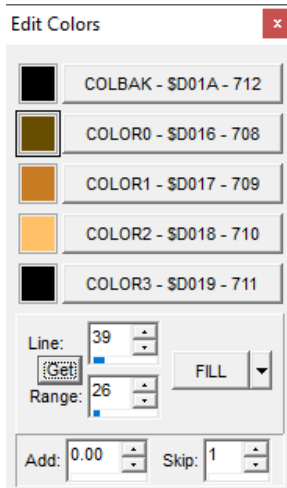 Edit Colors x
COLBAK - $D01A - 712
COLOR0 - $D016 - 708
COLOR1 - $D017 - 709
COLOR2 - $D018 - 710
COLOR3 - $D019 - 711
Line: 39
Get
FILL
Range: 26
Add: 0.00 Skip: 1